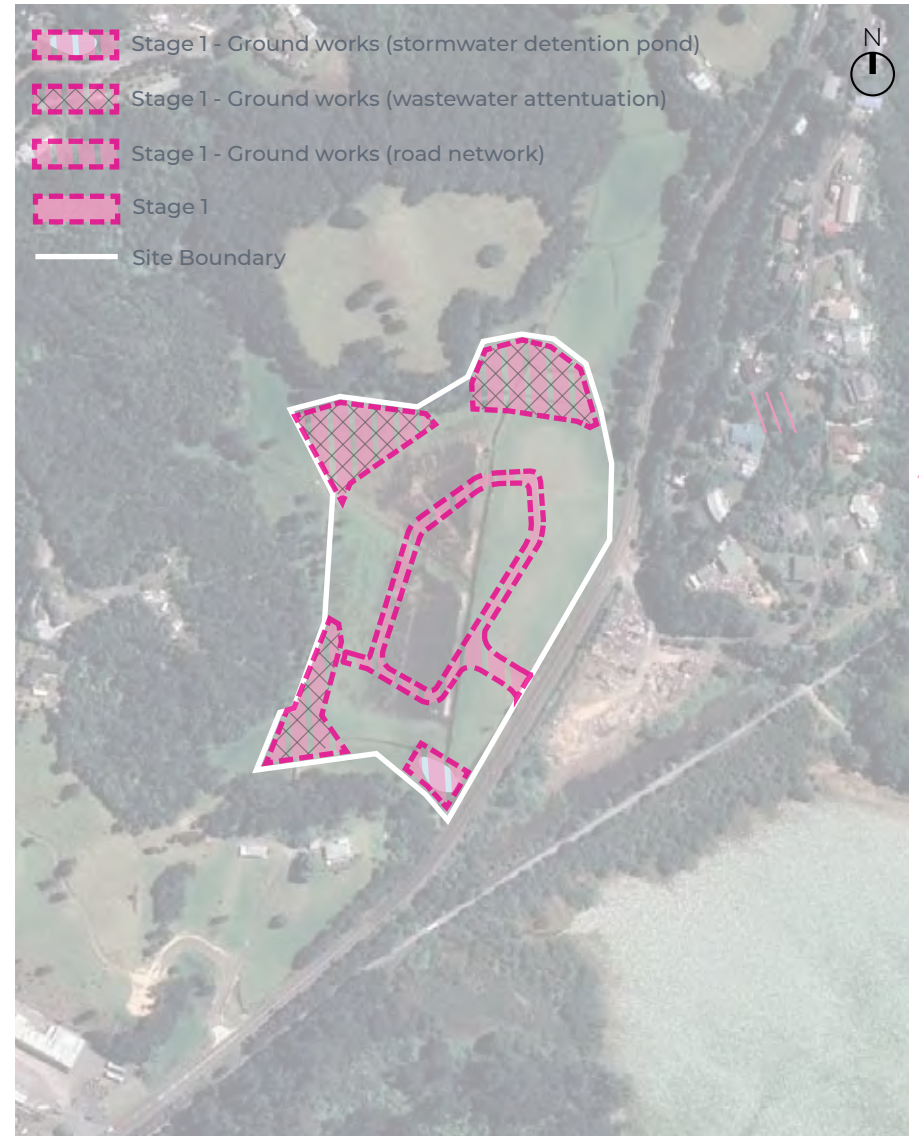 Stage 1 - Ground works (stormwater detention pond)
N
Stage 1 - Ground works (wastewater attentuation)
Stage 1 - Ground works (road network)
Stage 1
Site Boundary